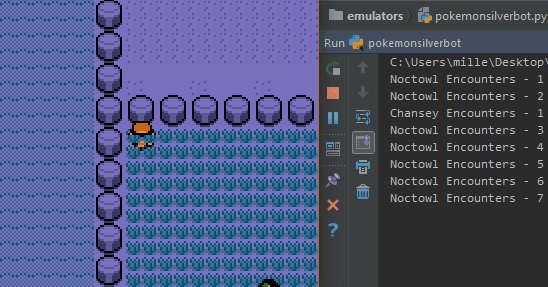 emulators pokemonsilverbot.py
Run pokemonsilverbot
C:\Users\mille\Desktop\
Noctowl Encounters - 1
Noctowl Encounters - 2
Chansey Encounters - 1
Noctowl Encounters - 3
Noctowl Encounters - 4
Noctowl Encounters - 5
Noctowl Encounters - 6
Noctowl Encounters - 7